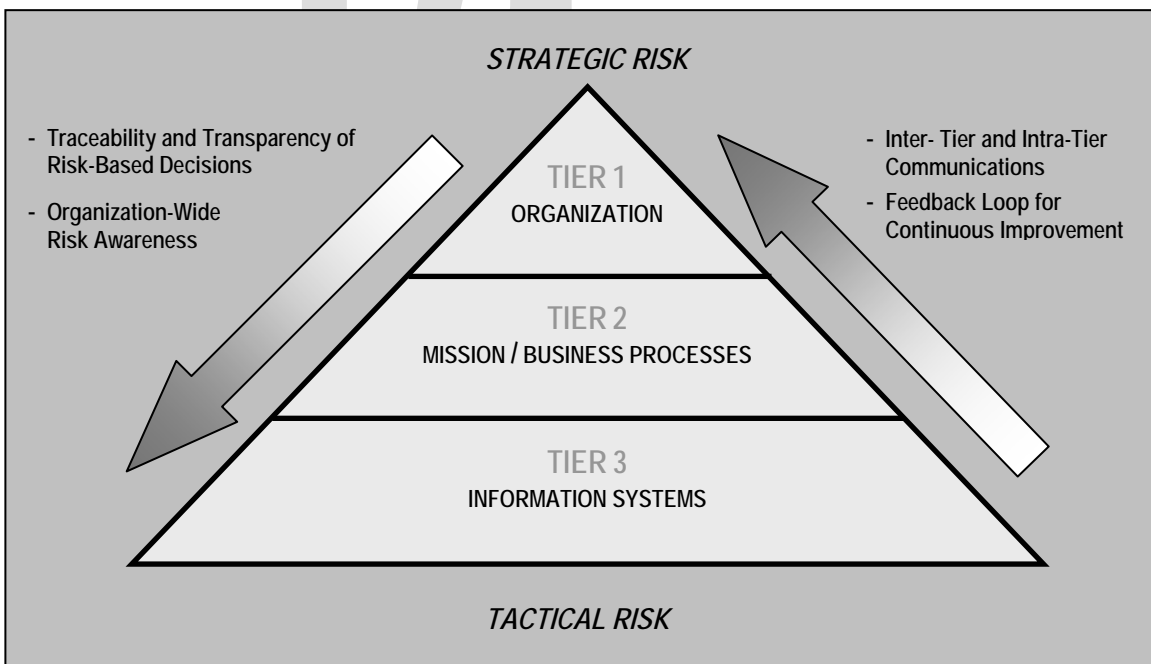 STRATEGIC RISK
- Traceability and Transparency of
Risk-Based Decisions
- Organization-Wide
Risk Awareness
- Inter- Tier and Intra-Tier
Communications
- Feedback Loop for
Continuous Improvement
TIER 1
ORGANIZATION
TIER 2
MISSION / BUSINESS PROCESSES
TIER 3
INFORMATION SYSTEMS
TACTICAL RISK